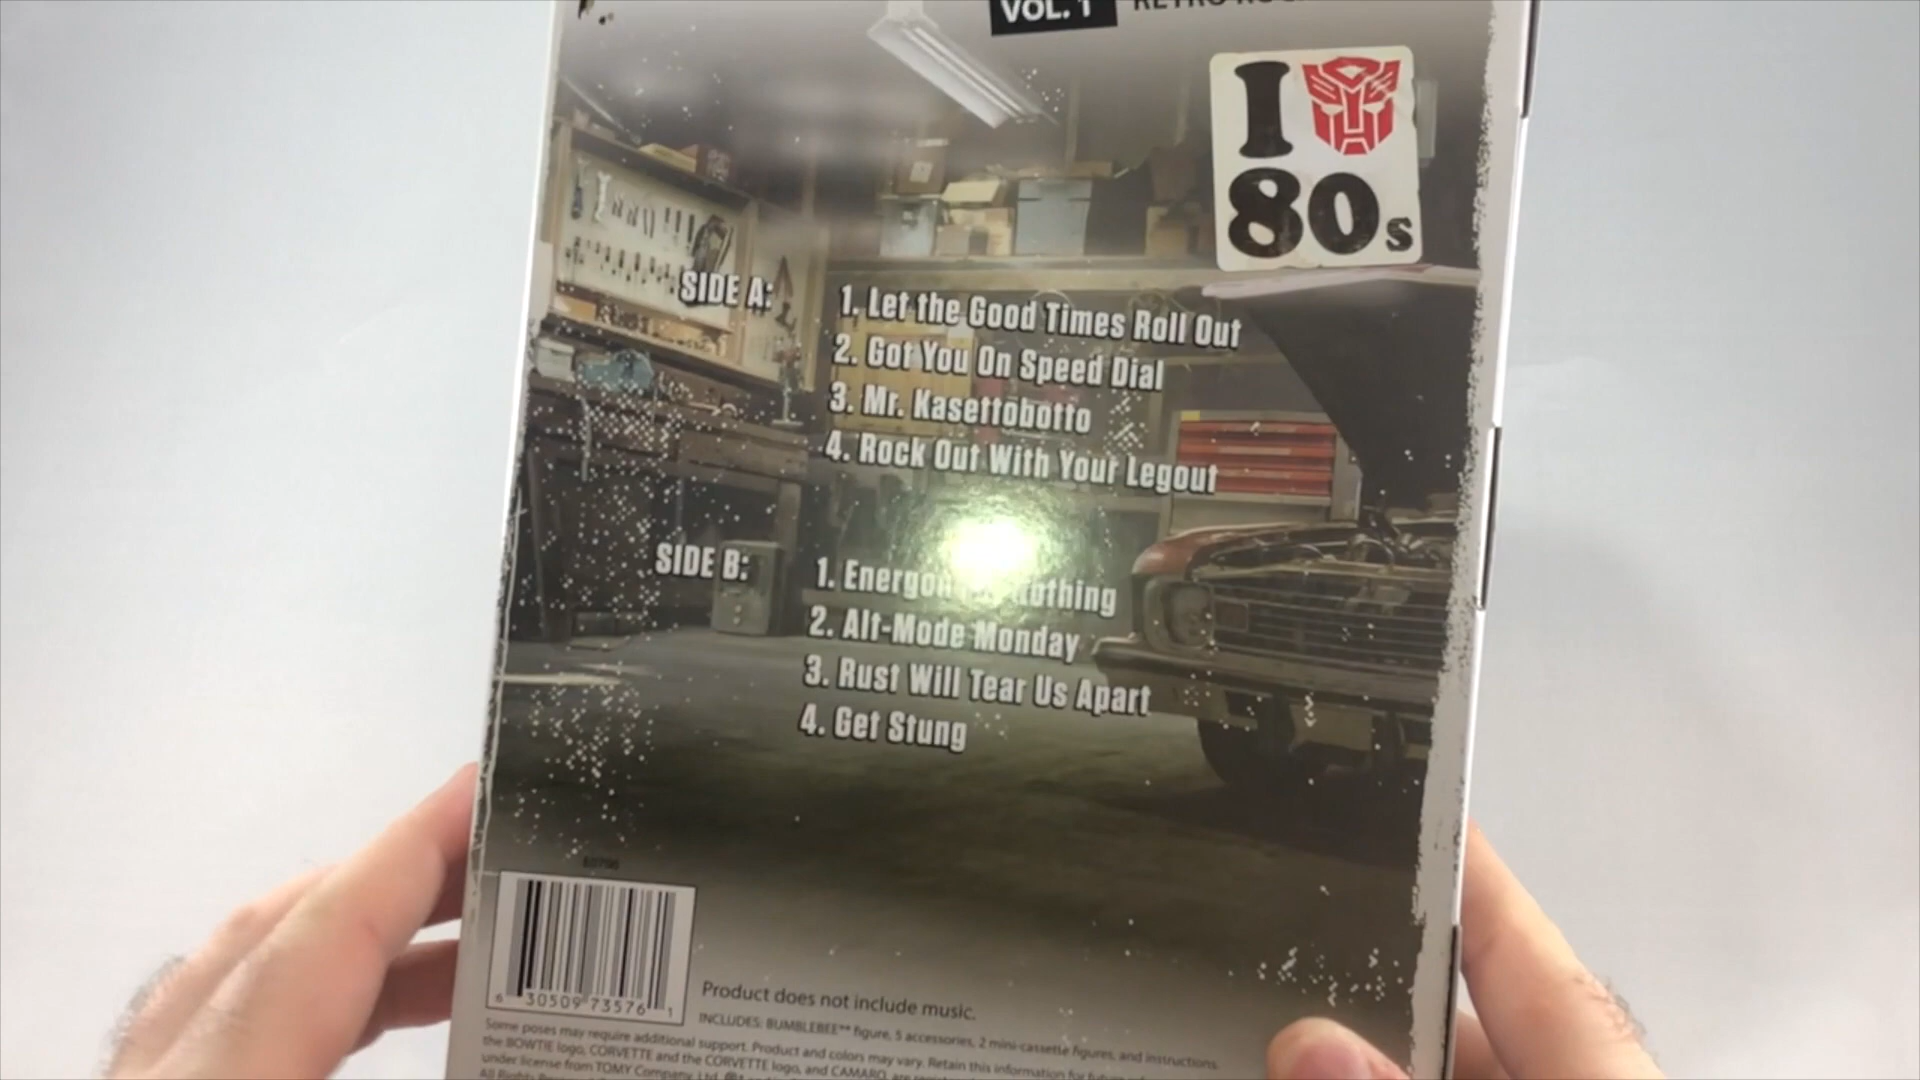 VOL. 1
I
80s
SIDE A:
1. Let the Good Times Roll Out
2. Got You On Speed Dial
3. Mr. Kasettobotto
4. Rock Out With Your Legout
SIDE B:
1. Energon
2. Alt-Mode Monday
3. Rust Will Tear Us Apart
4. Get Stung
6 30509 73576 1
Product does not include music.
INCLUDES: BUMBLEBEE™ figure, 5 accessories, 2 mini-cassette figures, and instructions.
Some poses may require additional support. Product and colors may vary. Retain this information for future
the BOWTIE logo, CORVETTE and the CORVETTE logo, and CAMARO, are
under license from TOMY Company, Ltd.
All Rights